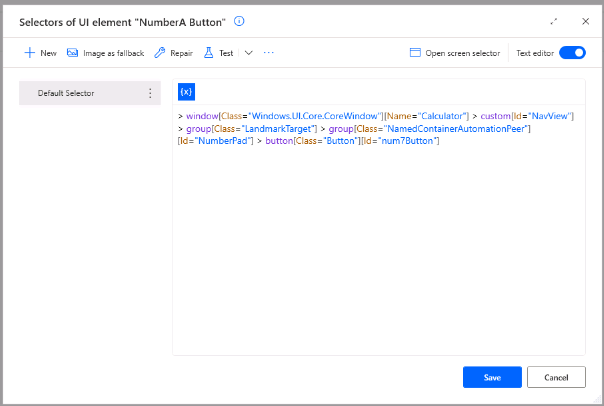 Selectors of UI element "NumberA Button"
New Image as fallback Repair Test ··· Open screen selector Text editor
Default Selector
{x}
> window[Class="Windows.UI.Core.CoreWindow"][Name="Calculator"] > custom[Id="NavView"]
> group[Class="LandmarkTarget"] > group[Class="NamedContainerAutomationPeer"]
[Id="NumberPad"] > button[Class="Button"][Id="num7Button"]
Save Cancel